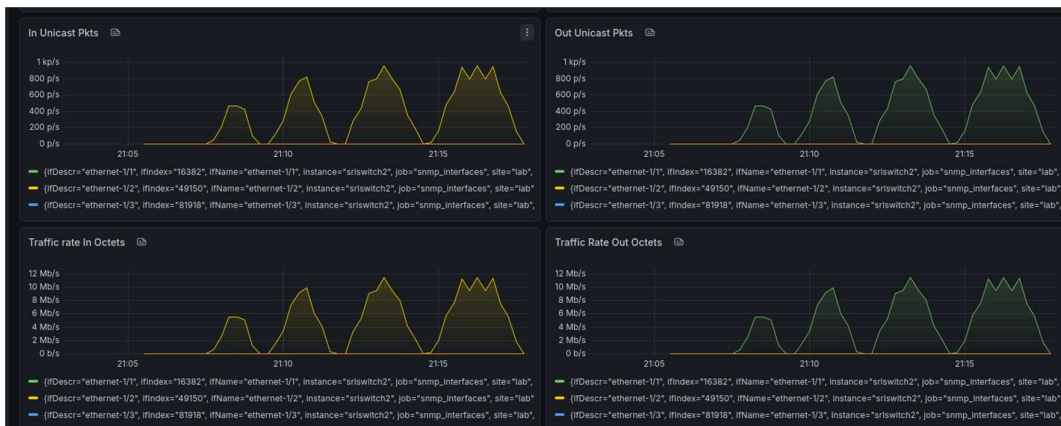 In Unicast Pkts
1 kp/s
800 p/s
600 p/s
400 p/s
200 p/s
0 p/s
21:05 21:10 21:15
{ifDescr="ethernet-1/1", ifIndex="16382", ifName="ethernet-1/1", instance="srlswitch2", job="snmp_interfaces", site="lab",
{ifDescr="ethernet-1/2", ifIndex="49150", ifName="ethernet-1/2", instance="srlswitch2", job="snmp_interfaces", site="lab"
{ifDescr="ethernet-1/3", ifIndex="81918", ifName="ethernet-1/3", instance="srlswitch2", job="snmp_interfaces", site="lab",
Out Unicast Pkts
1 kp/s
800 p/s
600 p/s
400 p/s
200 p/s
0 p/s
21:05 21:10 21:15
{ifDescr="ethernet-1/1", ifIndex="16382", ifName="ethernet-1/1", instance="srlswitch2", job="snmp_interfaces", site="lab",
{ifDescr="ethernet-1/2", ifIndex="49150", ifName="ethernet-1/2", instance="srlswitch2", job="snmp_interfaces", site="lab"
{ifDescr="ethernet-1/3", ifIndex="81918", ifName="ethernet-1/3", instance="srlswitch2", job="snmp_interfaces", site="lab",
Traffic rate In Octets
12 Mb/s
10 Mb/s
8 Mb/s
6 Mb/s
4 Mb/s
2 Mb/s
0 b/s
21:05 21:10 21:15
{ifDescr="ethernet-1/1", ifIndex="16382", ifName="ethernet-1/1", instance="srlswitch2", job="snmp_interfaces", site="lab",
{ifDescr="ethernet-1/2", ifIndex="49150", ifName="ethernet-1/2", instance="srlswitch2", job="snmp_interfaces", site="lab"
{ifDescr="ethernet-1/3", ifIndex="81918", ifName="ethernet-1/3", instance="srlswitch2", job="snmp_interfaces", site="lab",
Traffic Rate Out Octets
12 Mb/s
10 Mb/s
8 Mb/s
6 Mb/s
4 Mb/s
2 Mb/s
0 b/s
21:05 21:10 21:15
{ifDescr="ethernet-1/1", ifIndex="16382", ifName="ethernet-1/1", instance="srlswitch2", job="snmp_interfaces", site="lab",
{ifDescr="ethernet-1/2", ifIndex="49150", ifName="ethernet-1/2", instance="srlswitch2", job="snmp_interfaces", site="lab"
{ifDescr="ethernet-1/3", ifIndex="81918", ifName="ethernet-1/3", instance="srlswitch2", job="snmp_interfaces", site="lab",